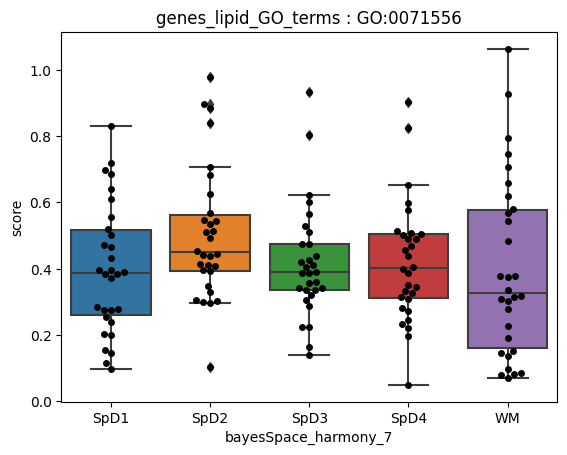 genes_lipid_GO_terms : GO:0071556
score
1.0
0.8
0.6
0.4
0.2
0.0
SpD1 SpD2 SpD3 SpD4 WM
bayesSpace_harmony_7